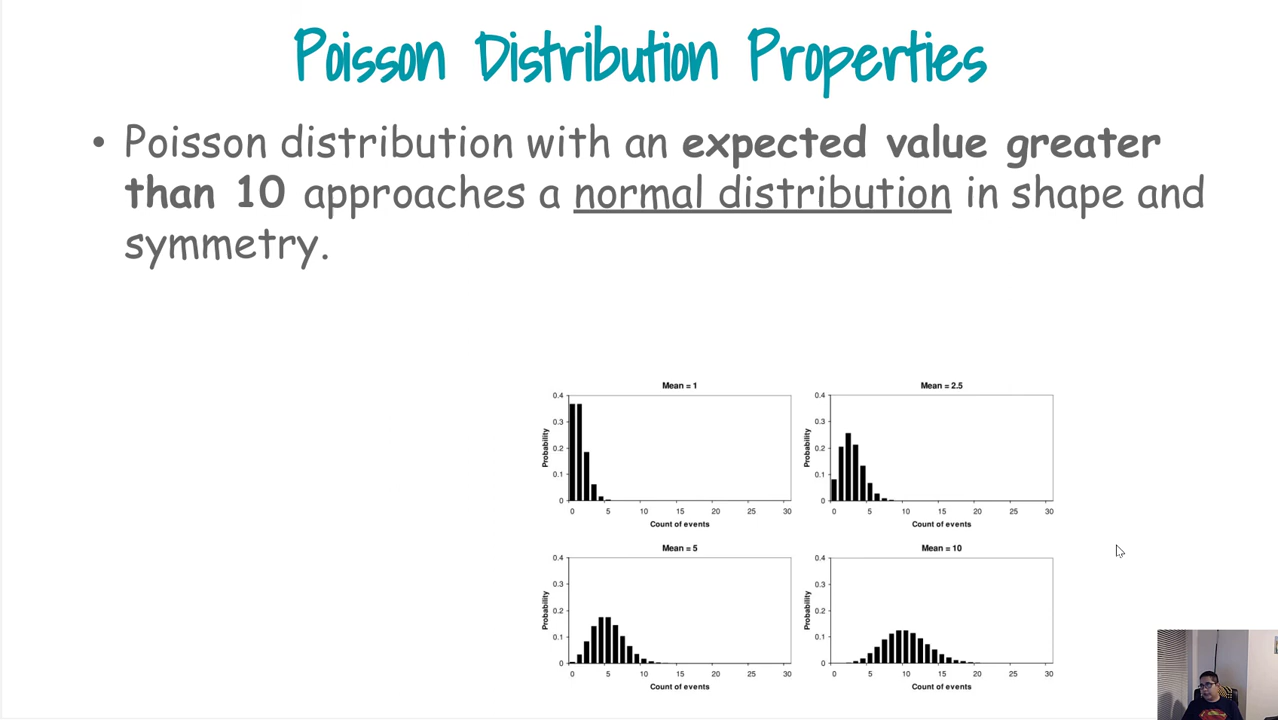 Poisson Distribution Properties
• Poisson distribution with an expected value greater
than 10 approaches a normal distribution in shape and
symmetry.
Mean = 1
Probability
0.4
0.3
0.2
0.1
0
0 5 10 15 20 25 30
Count of events
Mean = 2.5
Probability
0.4
0.3
0.2
0.1
0
0 5 10 15 20 25 30
Count of events
Mean = 5
Probability
0.4
0.3
0.2
0.1
0
0 5 10 15 20 25 30
Count of events
Mean = 10
Probability
0.4
0.3
0.2
0.1
0
0 5 10 15 20 25 30
Count of events